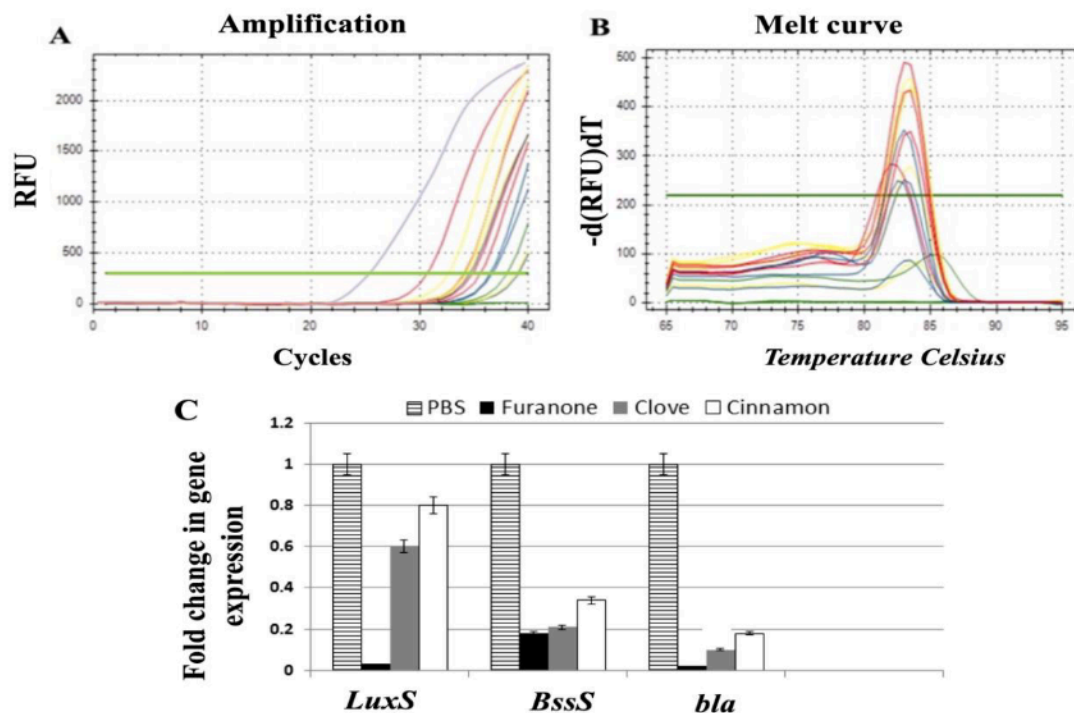 A
Amplification
RFU
2000
1500
1000
500
0
0 10 20 30 40
Cycles
B
Melt curve
-d(RFU)dT
500
400
300
200
100
0
65 70 75 80 85 90 95
Temperature Celsius
C
PBS Furanone Clove Cinnamon
Fold change in gene
expression
1.2
1
0.8
0.6
0.4
0.2
0
LuxS BssS bla